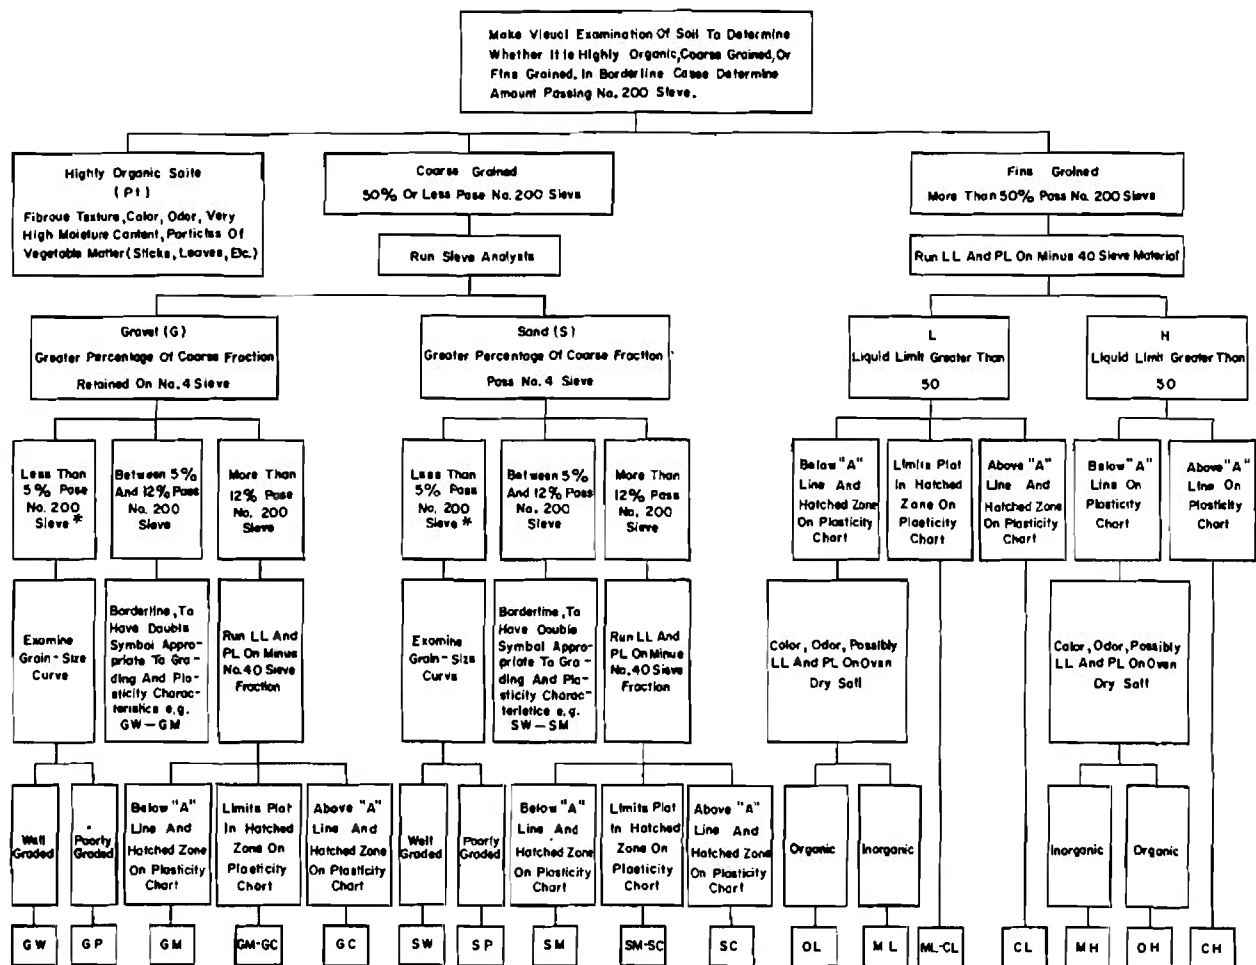 Make Visual Examination Of Soil To Determine
Whether It Is Highly Organic, Coarse Grained, Or
Fine Grained. In Borderline Cases Determine
Amount Passing No. 200 Sieve.
Highly Organic Soils
(Pt)
Fibrous Texture, Color, Odor, Very
High Moisture Content, Particles Of
Vegetable Matter (Sticks, Leaves, Etc.)
Coarse Grained
50% Or Less Pass No. 200 Sieve
Run Sieve Analysis
Fine Grained
More Than 50% Pass No. 200 Sieve
Run LL And PL On Minus 40 Sieve Material
Gravel (G)
Greater Percentage Of Coarse Fraction
Retained On No. 4 Sieve
Sand (S)
Greater Percentage Of Coarse Fraction
Pass No. 4 Sieve
L
Liquid Limit Greater Than
50
H
Liquid Limit Greater Than
50
Less Than
5% Pass
No. 200
Sieve *
Between 5%
And 12% Pass
No. 200
Sieve
More Than
12% Pass
No. 200
Sieve
Less Than
5% Pass
No. 200
Sieve *
Between 5%
And 12% Pass
No. 200
Sieve
More Than
12% Pass
No. 200
Sieve
Below "A"
Line And
Hatched Zone
On Plasticity
Chart
Limits Plot
In Hatched
Zone On
Plasticity
Chart
Above "A"
Line And
Hatched Zone
On Plasticity
Chart
Below "A"
Line On
Plasticity
Chart
Above "A"
Line On
Plasticity
Chart
Examine
Grain-Size
Curve
Borderline, To
Have Double
Symbol Appro-
priate To Gra-
ding And Pla-
sticity Charac-
teristics e.g.
GW-GM
Run LL And
PL On Minus
No. 40 Sieve
Fraction
Examine
Grain-Size
Curve
Borderline, To
Have Double
Symbol Appro-
priate To Gra-
ding And Pla-
sticity Charac-
teristics e.g.
SW-SM
Run LL And
PL On Minus
No. 40 Sieve
Fraction
Color, Odor, Possibly
LL And PL On Oven
Dry Soil
Color, Odor, Possibly
LL And PL On Oven
Dry Soil
Well
Graded
Poorly
Graded
Below "A"
Line And
Hatched Zone
On Plasticity
Chart
Limits Plot
In Hatched
Zone On
Plasticity
Chart
Above "A"
Line And
Hatched Zone
On Plasticity
Chart
Well
Graded
Poorly
Graded
Below "A"
Line And
Hatched Zone
On Plasticity
Chart
Limits Plot
In Hatched
Zone On
Plasticity
Chart
Above "A"
Line And
Hatched Zone
On Plasticity
Chart
Organic
Inorganic
Inorganic
Organic
GW
GP
GM
GM-GC
GC
SW
SP
SM
SM-SC
SC
OL
ML
ML-CL
CL
MH
OH
CH